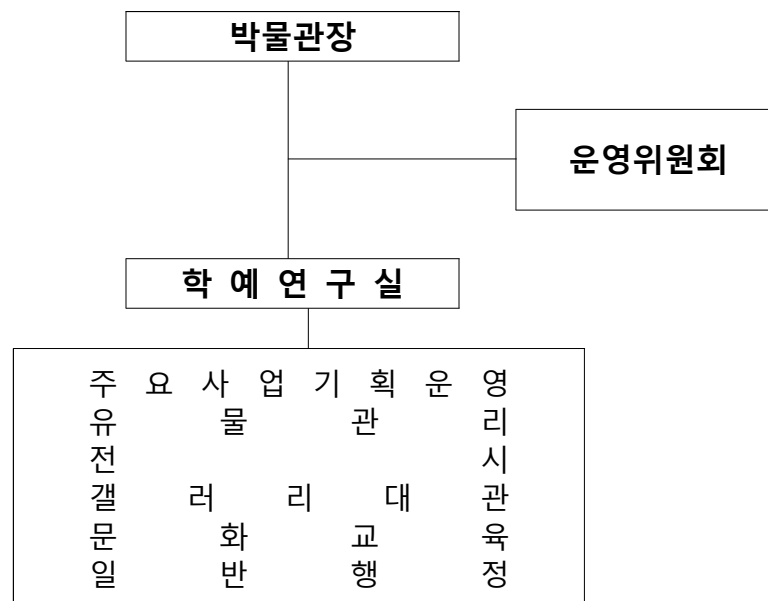 박물관장
운영위원회
학 예 연 구 실
주 요 사 업 기 획 운 영
유 물 관 리
전 시
갤 러 리 대 관
문 화 교 육
일 반 행 정